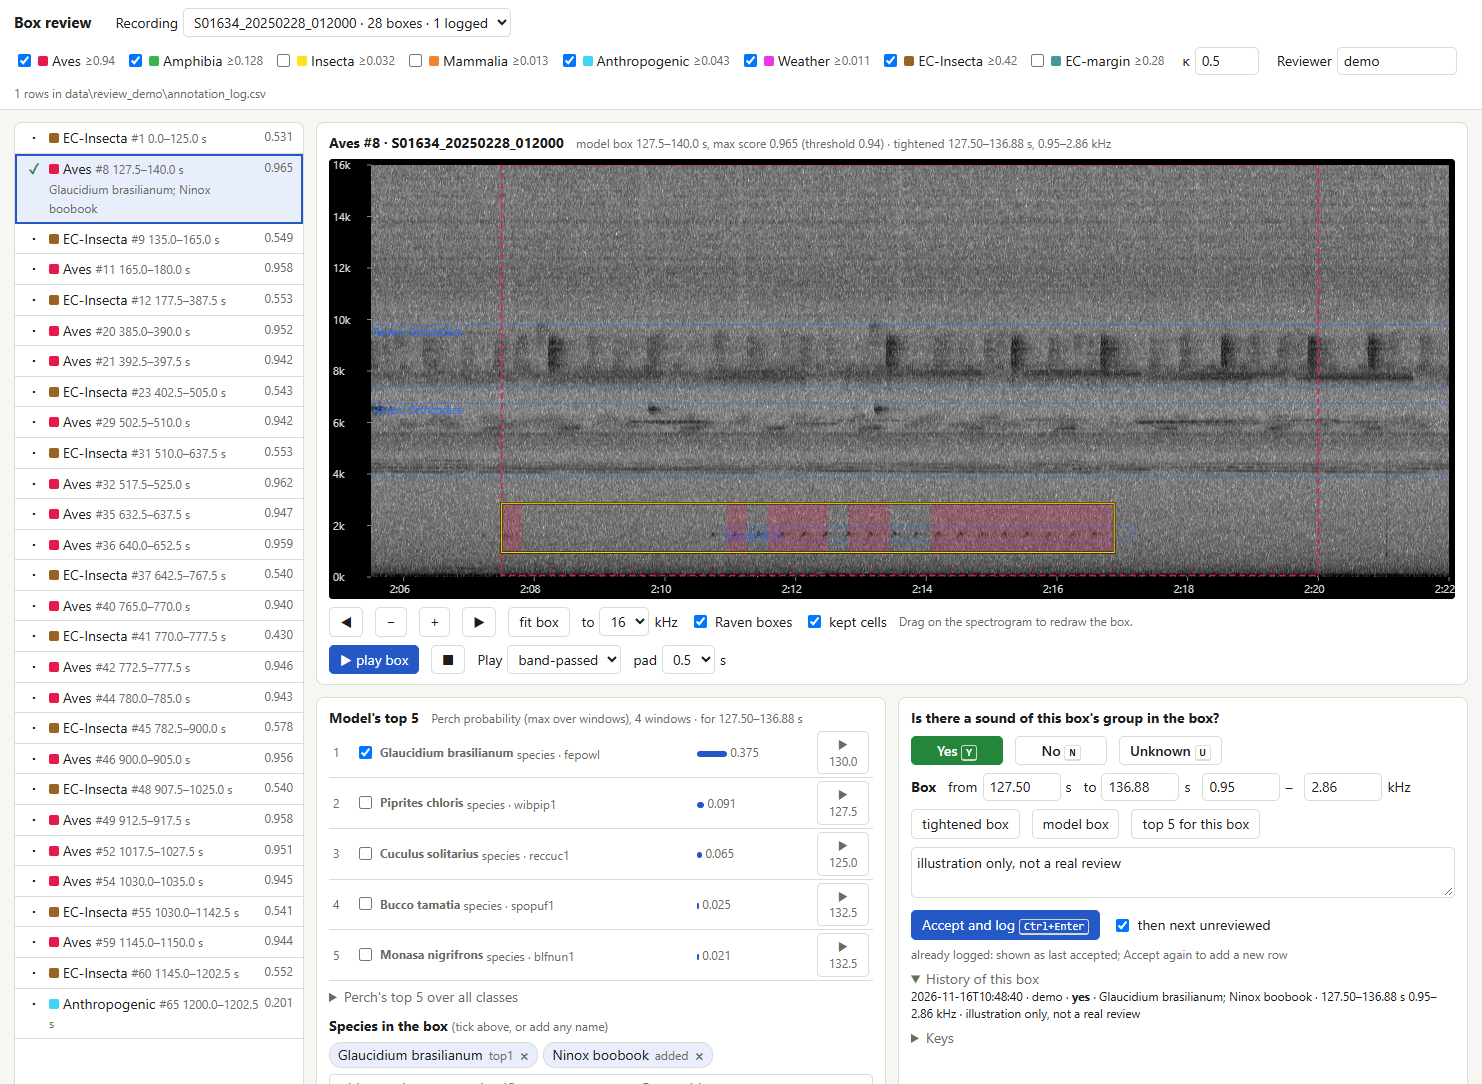 Box review Recording S01634_20250228_012000 · 28 boxes · 1 logged
Aves ≥0.94 Amphibia ≥0.128 Insecta ≥0.032 Mammalia ≥0.013 Anthropogenic ≥0.043 Weather ≥0.011 EC-Insecta ≥0.42 EC-margin ≥0.28 κ 0.5 Reviewer demo
1 rows in data\review_demo\annotation_log.csv
· EC-Insecta #1 0.0–125.0 s 0.531
✓ Aves #8 127.5–140.0 s 0.965
Glaucidium brasilianum; Ninox
boobook
· EC-Insecta #9 135.0–165.0 s 0.549
· Aves #11 165.0–180.0 s 0.958
· EC-Insecta #12 177.5–387.5 s 0.553
· Aves #20 385.0–390.0 s 0.952
· Aves #21 392.5–397.5 s 0.942
· EC-Insecta #23 402.5–505.0 s 0.543
· Aves #29 502.5–510.0 s 0.942
· EC-Insecta #31 510.0–637.5 s 0.553
· Aves #32 517.5–525.0 s 0.962
· Aves #35 632.5–637.5 s 0.947
· Aves #36 640.0–652.5 s 0.959
· EC-Insecta #37 642.5–767.5 s 0.540
· Aves #40 765.0–770.0 s 0.940
· EC-Insecta #41 770.0–777.5 s 0.430
· Aves #42 772.5–777.5 s 0.946
· Aves #44 780.0–785.0 s 0.943
· EC-Insecta #45 782.5–900.0 s 0.578
· Aves #46 900.0–905.0 s 0.956
· EC-Insecta #48 907.5–1025.0 s 0.540
· Aves #49 912.5–917.5 s 0.958
· Aves #52 1017.5–1027.5 s 0.951
· Aves #54 1030.0–1035.0 s 0.945
· EC-Insecta #55 1030.0–1142.5 s 0.541
· Aves #59 1145.0–1150.0 s 0.944
· EC-Insecta #60 1145.0–1202.5 s 0.552
· Anthropogenic #65 1200.0–1202.5 0.201
s
Aves #8 · S01634_20250228_012000 model box 127.5–140.0 s, max score 0.965 (threshold 0.94) · tightened 127.50–136.88 s, 0.95–2.86 kHz
16k
14k
12k
10k
8k
6k
4k
2k
0k
2:06 2:08 2:10 2:12 2:14 2:16 2:18 2:20 2:22
◀ − + ▶ fit box to 16 kHz Raven boxes kept cells Drag on the spectrogram to redraw the box.
▶ play box ■ Play band-passed pad 0.5 s
Model's top 5 Perch probability (max over windows), 4 windows · for 127.50–136.88 s
1 Glaucidium brasilianum species · fepowl 0.375 ▶ 130.0
2 Piprites chloris species · wibpip1 0.091 ▶ 127.5
3 Cuculus solitarius species · reccuc1 0.065 ▶ 125.0
4 Bucco tamatia species · spopuf1 0.025 ▶ 132.5
5 Monasa nigrifrons species · blfnun1 0.021 ▶ 132.5
▶ Perch's top 5 over all classes
Species in the box (tick above, or add any name)
Glaucidium brasilianum top1 × Ninox boobook added ×
Is there a sound of this box's group in the box?
Yes Y No N Unknown U
Box from 127.50 s to 136.88 s 0.95 – 2.86 kHz
tightened box model box top 5 for this box
illustration only, not a real review
Accept and log Ctrl+Enter then next unreviewed
already logged: shown as last accepted; Accept again to add a new row
▼ History of this box
2026-11-16T10:48:40 · demo · yes · Glaucidium brasilianum; Ninox boobook · 127.50–136.88 s 0.95–
2.86 kHz · illustration only, not a real review
▶ Keys